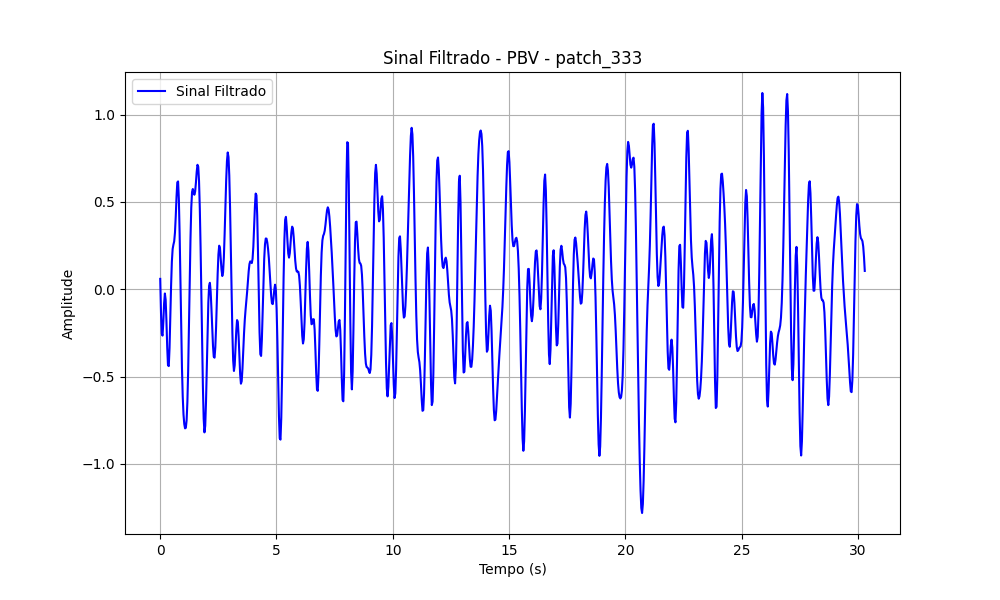 Sinal Filtrado - PBV - patch_333
Sinal Filtrado
1.0
0.5
0.0
−0.5
−1.0
Amplitude
0 5 10 15 20 25 30
Tempo (s)